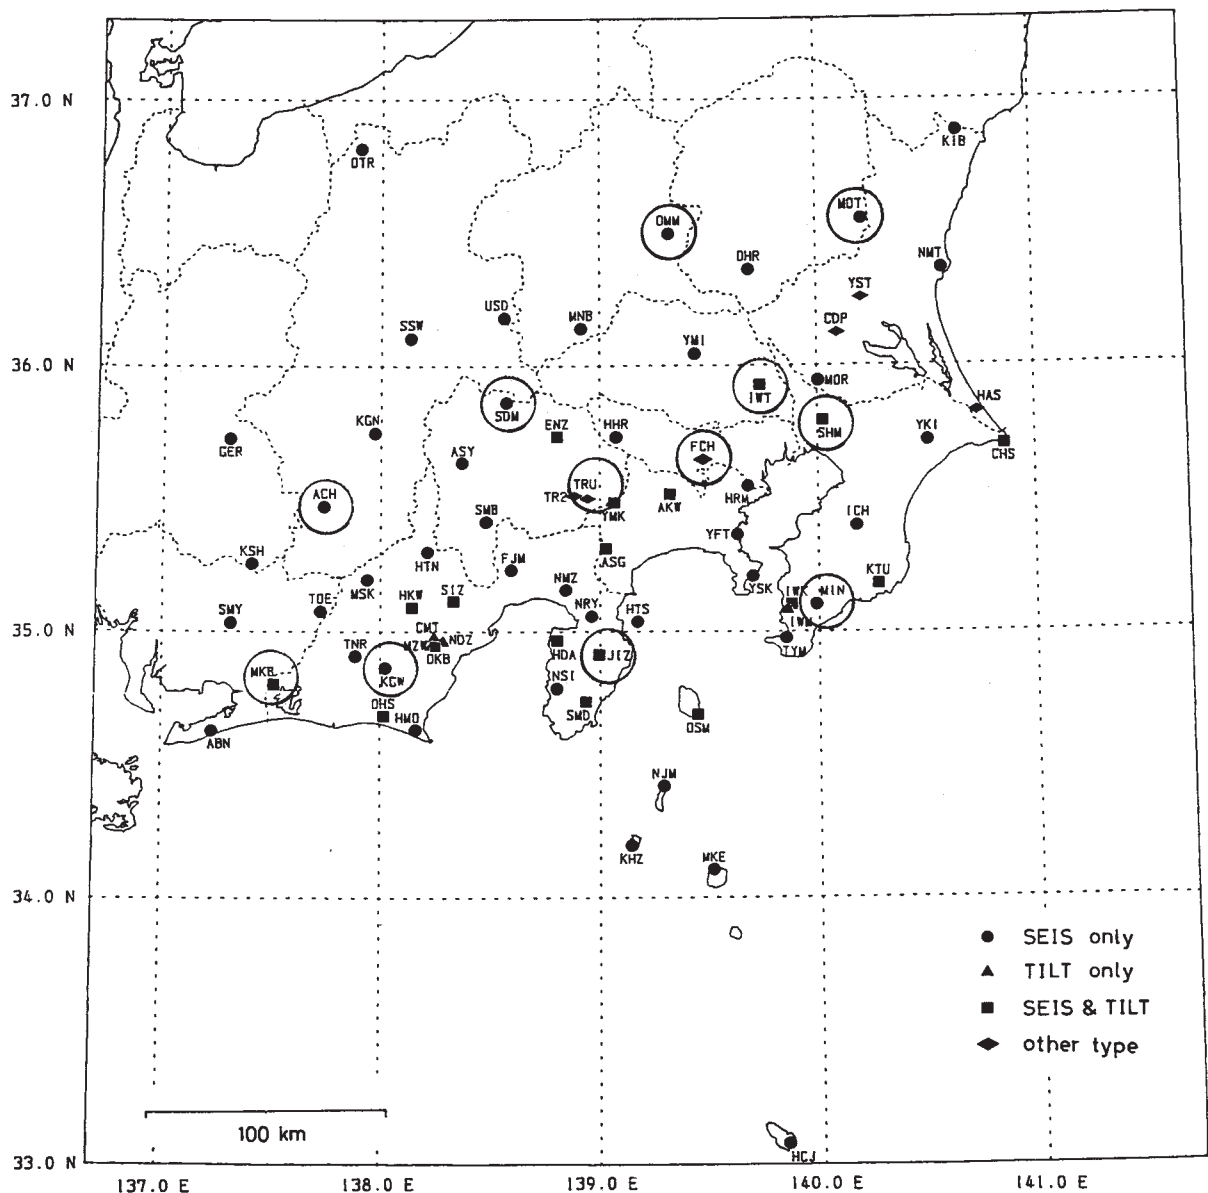 37.0 N
KIB
OTR
MOT
OMM
NMT
DHR
YST
USD
CDP
MNB
SSW
YMI
36.0 N
MOR
IWT
HAS
SDM
KGN
ENZ
HHR
SHM
YKI
GER
FCH
CHS
ASY
TRU
ACH
TR2
HRM
AKW
SMB
YMK
ICH
YFT
KSH
ASG
FJM
HTN
KTU
NMZ
YSK
MSK
HKW
SIZ
IWK
MIN
TOE
NRY
HTS
SMY
IWM
35.0 N
CMT
NDZ
TNR
MZW
OKB
HDA
JIZ
TYM
MKB
KGW
NSI
OHS
HMO
SMD
OSM
ABN
NJM
KHZ
MKE
34.0 N
SEIS only
TILT only
SEIS & TILT
other type
100 km
HCJ
33.0 N
137.0 E
138.0 E
139.0 E
140.0 E
141.0 E